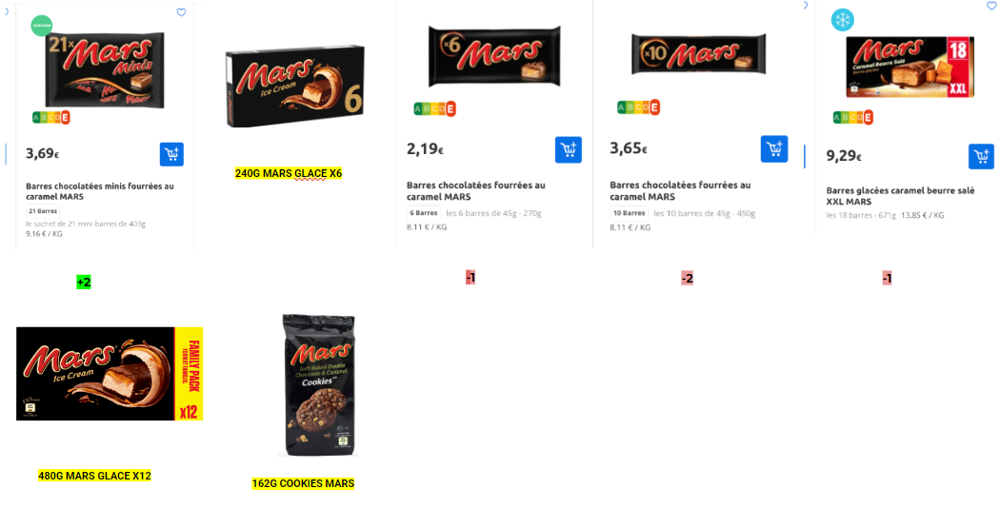 21x
Mars
Minis
A B C D E
3,69€
Barres chocolatées minis fourrées au
caramel MARS
21 Barres
le sachet de 21 mini-barres de 403g
9.16 € / KG
Mars
Ice Cream
6
240G MARS GLACE X6
x6
Mars
A B C D E
2,19€
Barres chocolatées fourrées au
caramel MARS
6 Barres les 6 barres de 45g - 270g
8.11 € / KG
x10
Mars
A B C D E
3,65€
Barres chocolatées fourrées au
caramel MARS
10 Barres les 10 barres de 45g - 450g
8.11 € / KG
Mars
Caramel Beurre Salé
Barres glacées
18
XXL
A B C D E
9,29€
Barres glacées caramel beurre salé
XXL MARS
les 18 barres - 671g 13.85 € / KG
+2
-1
-2
-1
Mars
Ice Cream
FAMILY PACK
FORMAT FAMILIAL
x12
480G MARS GLACE X12
Mars
Soft Baked Double
Chocolate & Caramel
Cookies
162G COOKIES MARS